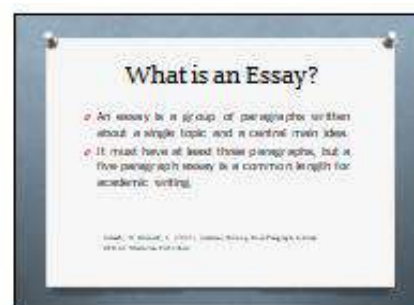 What is an Essay?
An essay is a group of paragraphs written
about a single topic and a central main idea.
It must have at least three paragraphs, but a
five-paragraph essay is a common length for
academic writing.